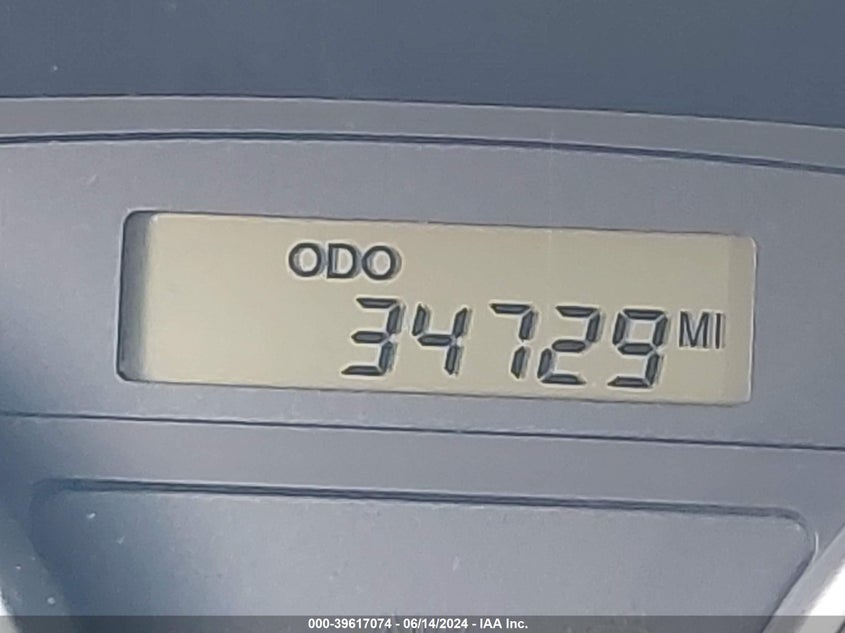 ODO
34729 MI
000-39617074 - 06/14/2024 - IAA Inc.